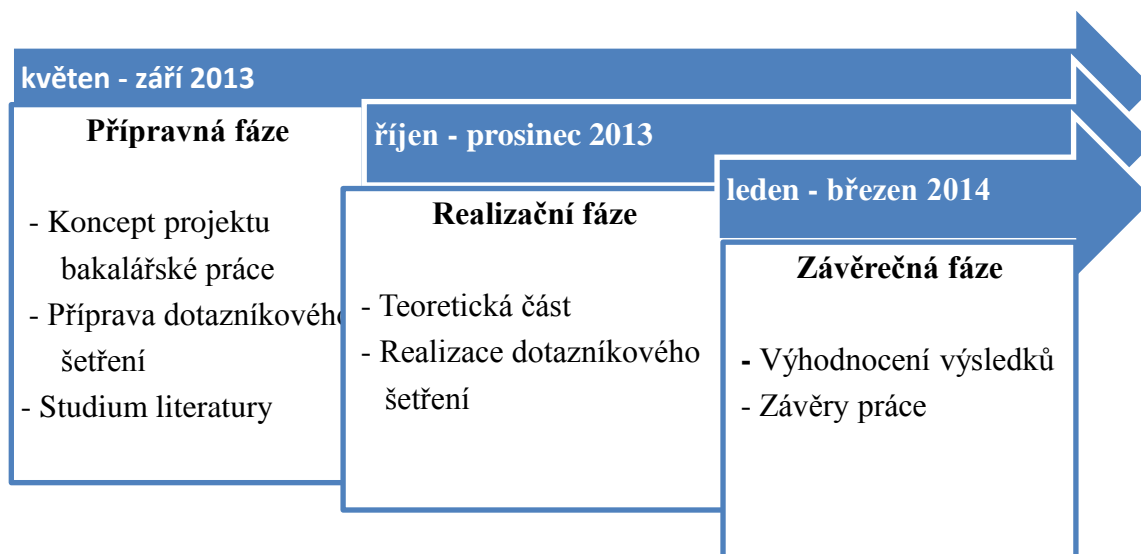 květen - září 2013
Přípravná fáze
- Koncept projektu
bakalářské práce
- Příprava dotazníkového
šetření
- Studium literatury
říjen - prosinec 2013
Realizační fáze
- Teoretická část
- Realizace dotazníkového
šetření
leden - březen 2014
Závěrečná fáze
- Výhodnocení výsledků
- Závěry práce